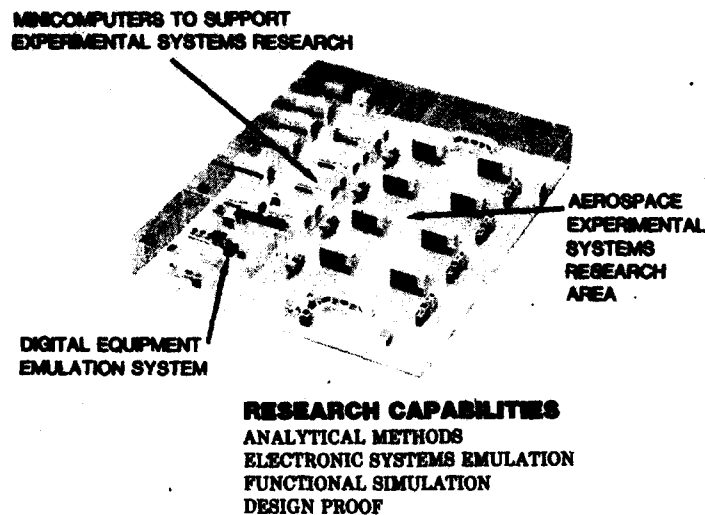 MINICOMPUTERS TO SUPPORT
EXPERIMENTAL SYSTEMS RESEARCH
AEROSPACE
EXPERIMENTAL
SYSTEMS
RESEARCH
AREA
DIGITAL EQUIPMENT
EMULATION SYSTEM
RESEARCH CAPABILITIES
ANALYTICAL METHODS
ELECTRONIC SYSTEMS EMULATION
FUNCTIONAL SIMULATION
DESIGN PROOF